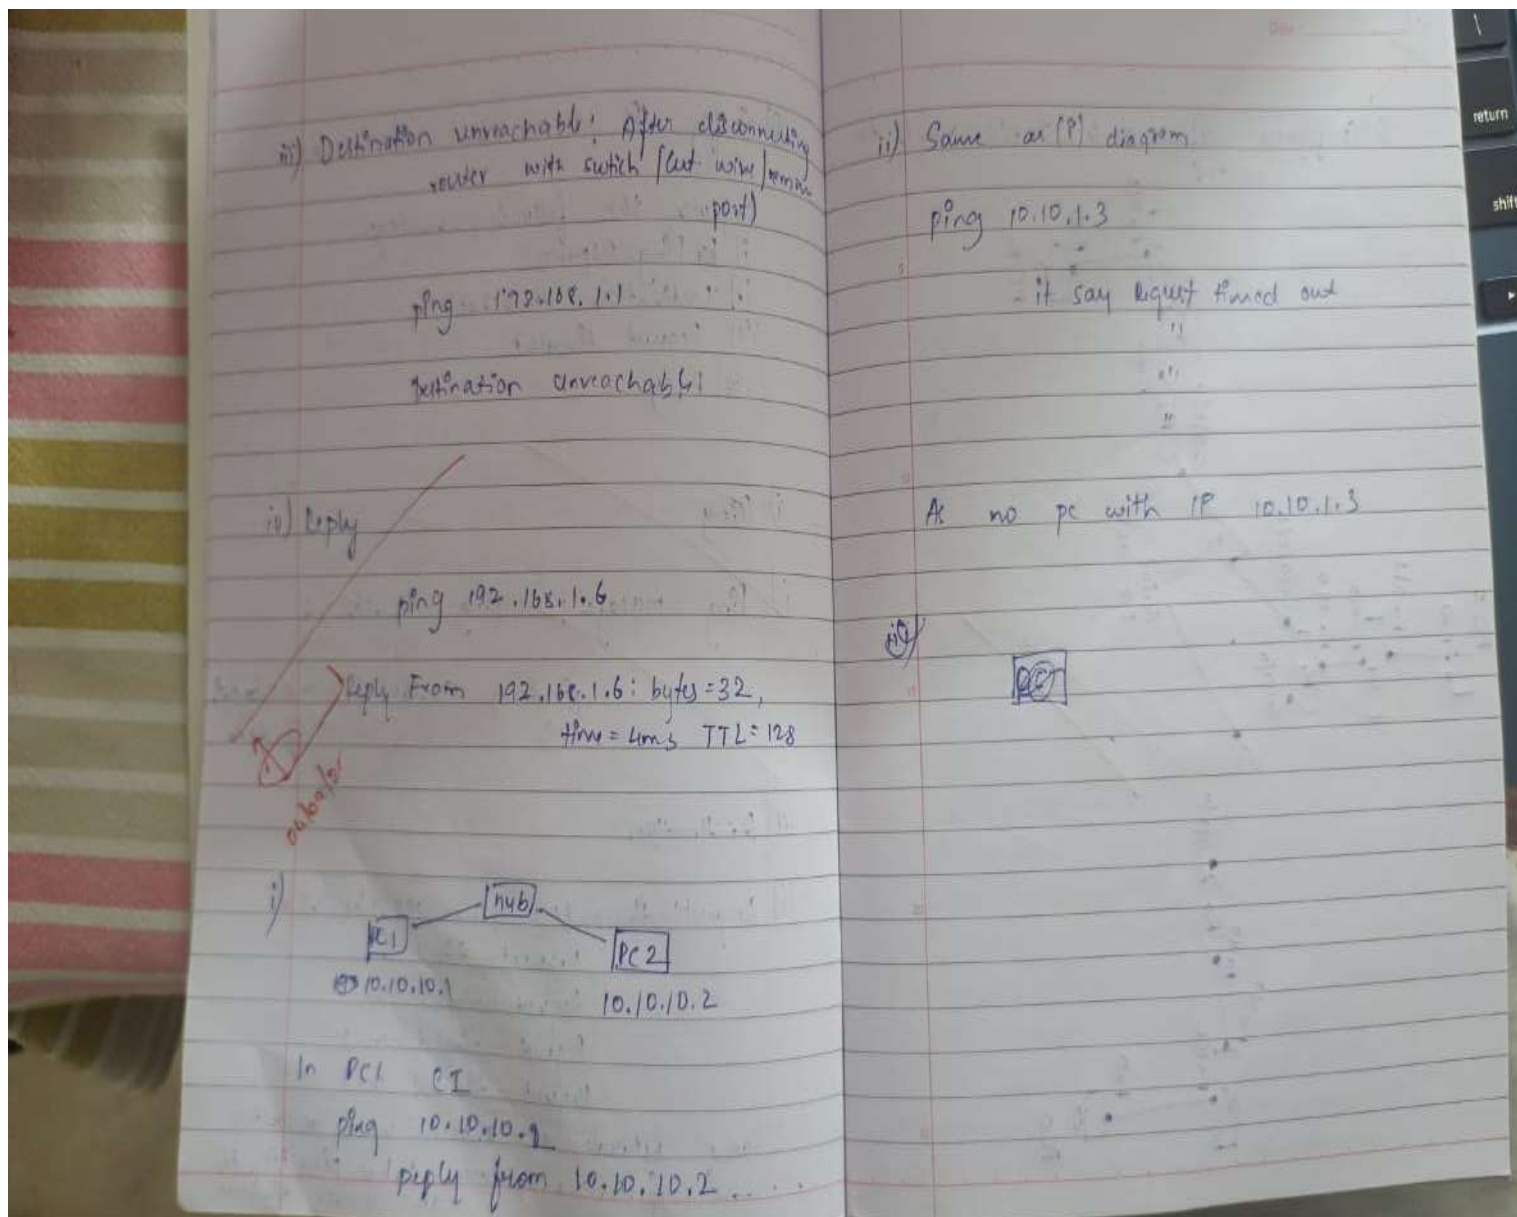 iii) Destination unreachable: After disconnecting
router with swtich (cut wire/remove
port)
ping 192.168.1.1
Destination unreachable!
iv) Reply
ping 192.168.1.6
Reply From 192.168.1.6: bytes=32,
time=4ms TTL=128
i)
hub
PC1
PC2
10.10.10.1
10.10.10.2
In PC1 CI
ping 10.10.10.2
Reply from 10.10.10.2 ....
Date
ii) Same as (i) diagram
ping 10.10.1.3
- it say Request timed out
"
"
"
As no pc with IP 10.10.1.3
return
shift